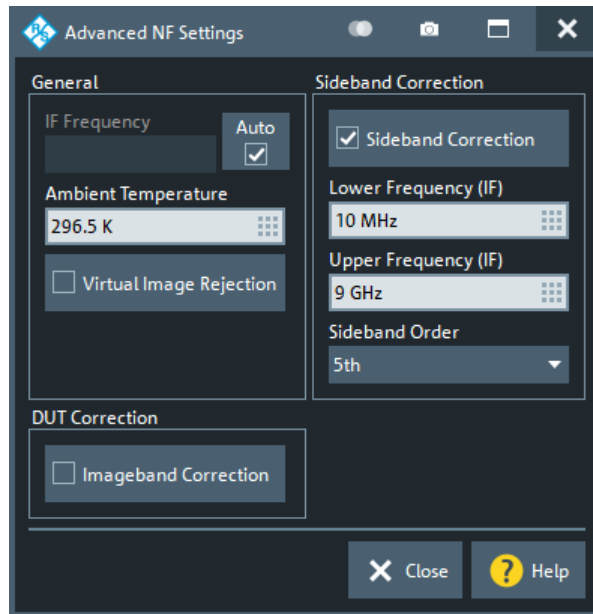 R S Advanced NF Settings
General
IF Frequency
Auto
Ambient Temperature
296.5 K
Virtual Image Rejection
Sideband Correction
Sideband Correction
Lower Frequency (IF)
10 MHz
Upper Frequency (IF)
9 GHz
Sideband Order
5th
DUT Correction
Imageband Correction
Close
? Help